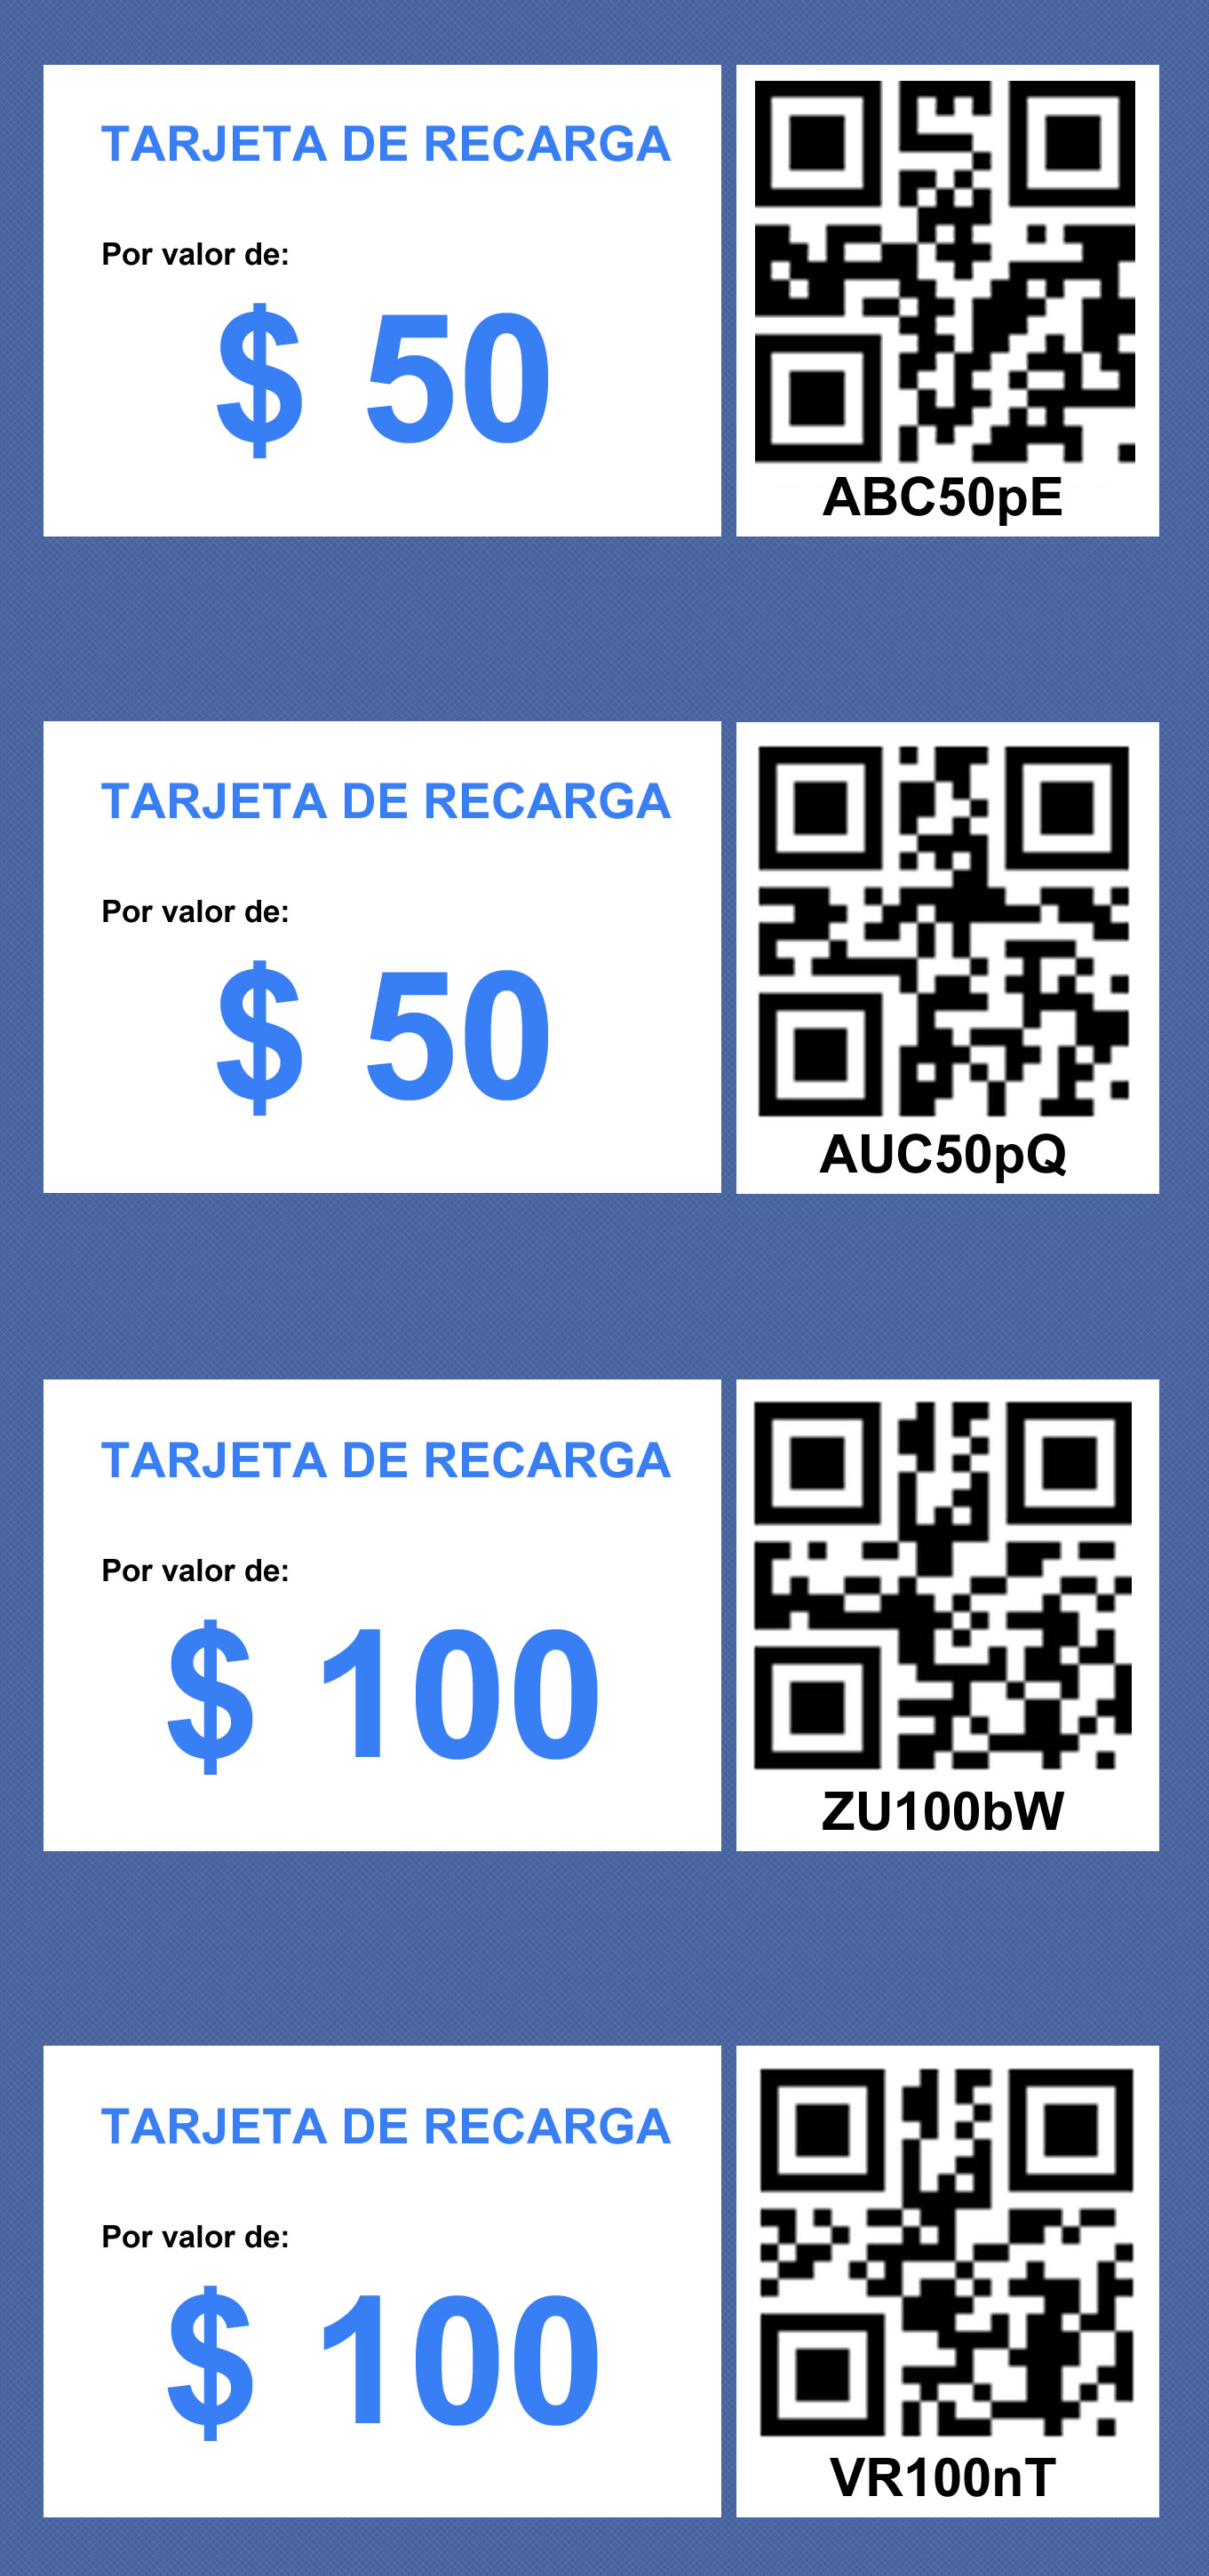 TARJETA DE RECARGA
Por valor de:
$ 50
ABC50pE
TARJETA DE RECARGA
Por valor de:
$ 50
AUC50pQ
TARJETA DE RECARGA
Por valor de:
$ 100
ZU100bW
TARJETA DE RECARGA
Por valor de:
$ 100
VR100nT